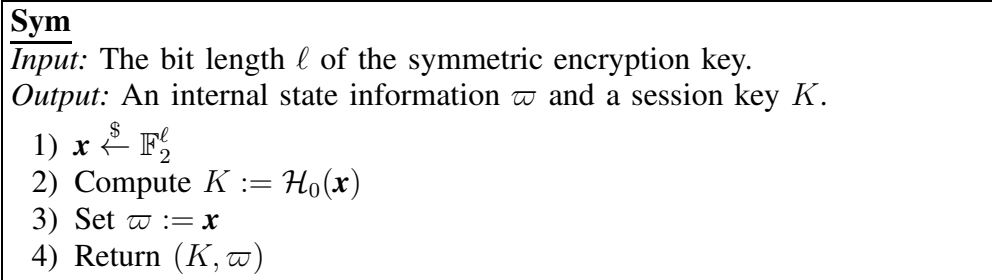 Sym
Input: The bit length ℓ of the symmetric encryption key.
Output: An internal state information ϖ and a session key K.
1) x ←$ 𝔽₂^ℓ
2) Compute K := ℋ₀(x)
3) Set ϖ := x
4) Return (K, ϖ)